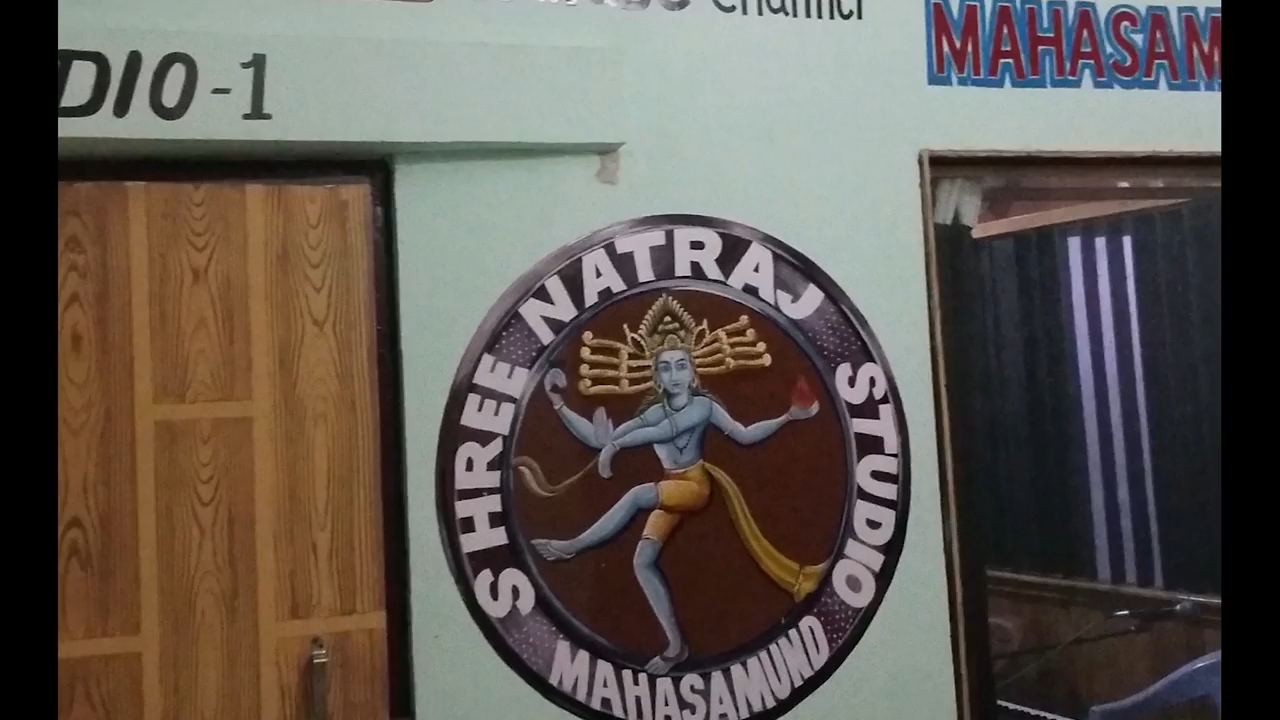 Channel
MAHASAM
DIO-1
SHREE NATRAJ STUDIO
MAHASAMUND